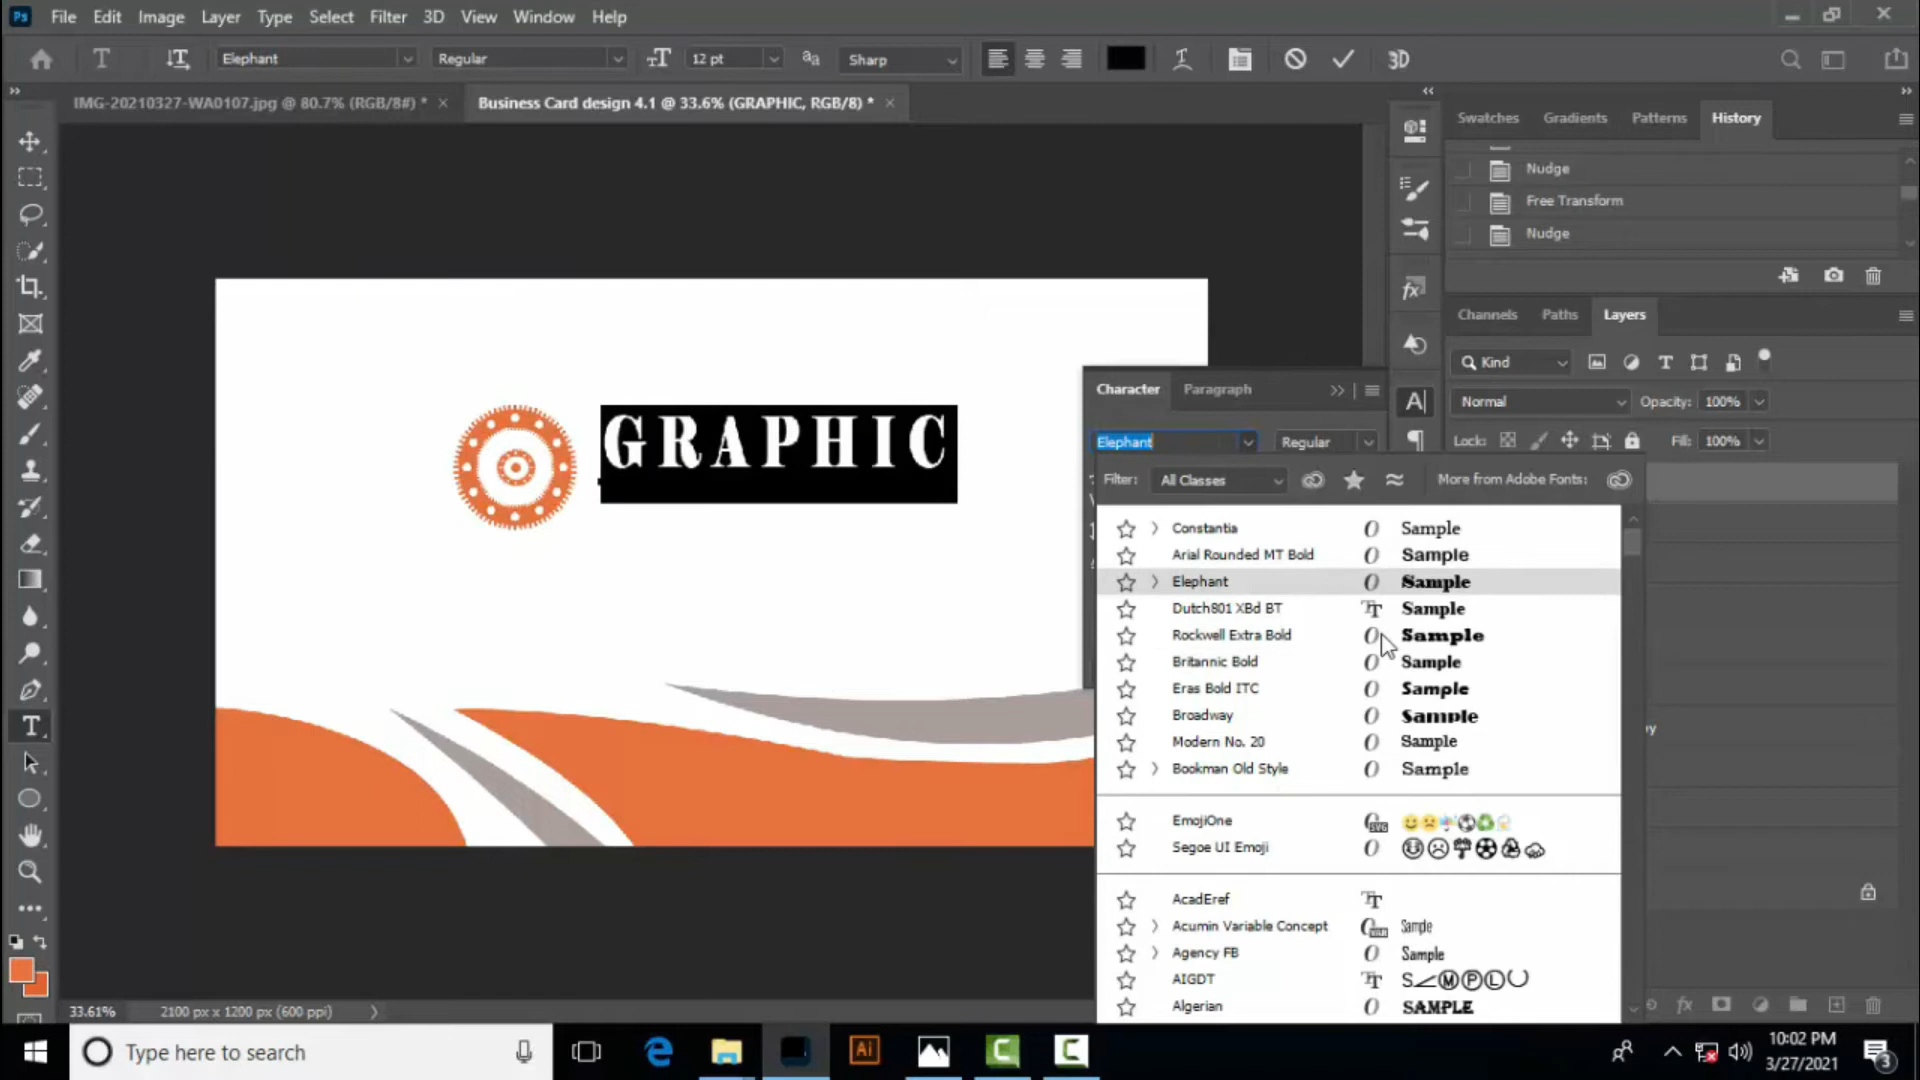 Ps File Edit Image Layer Type Select Filter 3D View Window Help
T Elephant Regular 12 pt Sharp 3D
IMG-20210327-WA0107.jpg @ 80.7% (RGB/8#) * Business Card design 4.1 @ 33.6% (GRAPHIC, RGB/8) *
Swatches Gradients Patterns History
Nudge
Free Transform
Nudge
Channels Paths Layers
Kind
Normal Opacity: 100%
Lock: Fill: 100%
GRAPHIC
Character Paragraph
Elephant Regular
Filter: All Classes More from Adobe Fonts:
Constantia Sample
Arial Rounded MT Bold Sample
Elephant Sample
Dutch801 XBd BT Sample
Rockwell Extra Bold Sample
Britannic Bold Sample
Eras Bold ITC Sample
Broadway Sample
Modern No. 20 Sample
Bookman Old Style Sample
EmojiOne
Segoe UI Emoji
AcadEref
Acumin Variable Concept Sample
Agency FB Sample
AIGDT
Algerian SAMPLE
33.61% 2100 px x 1200 px (600 ppi)
Type here to search
Ai
10:02 PM
3/27/2021
3